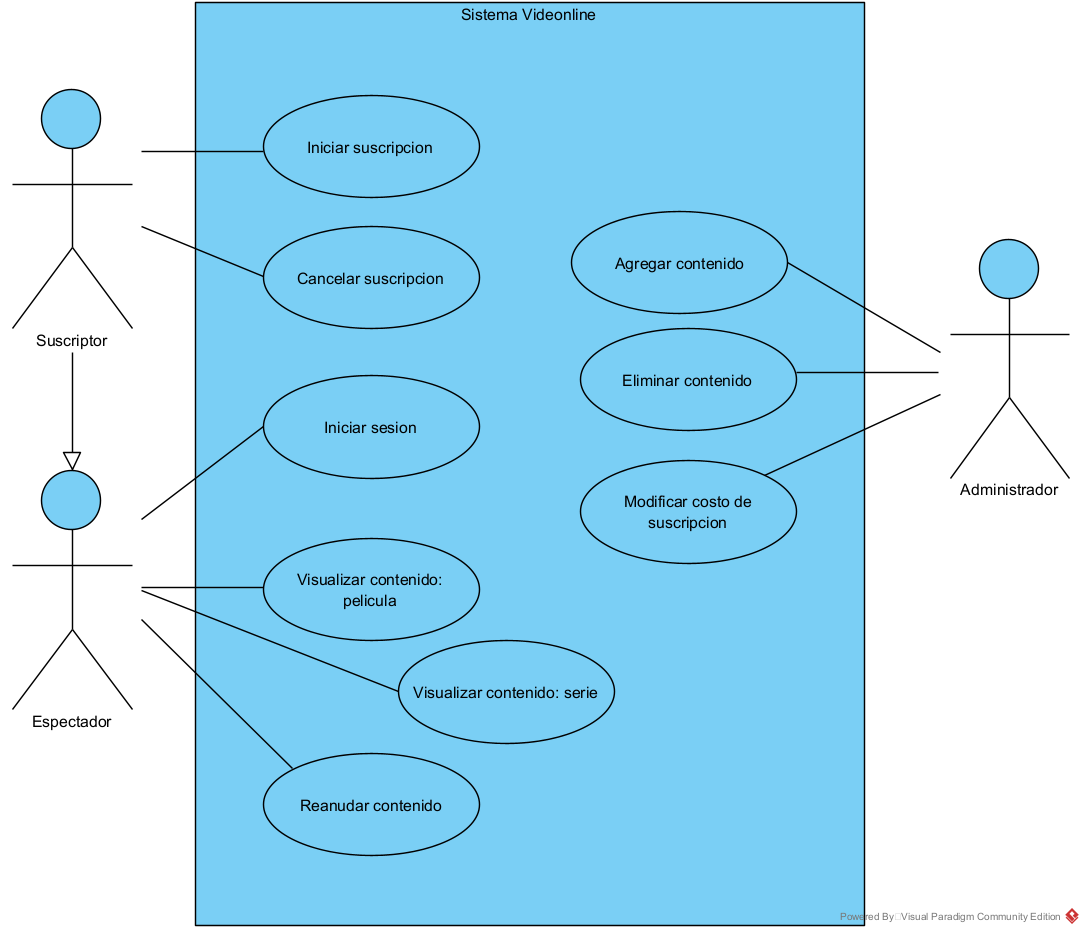 Sistema Videonline
Iniciar suscripcion
Cancelar suscripcion
Suscriptor
Agregar contenido
Eliminar contenido
Modificar costo de
suscripcion
Administrador
Iniciar sesion
Visualizar contenido:
pelicula
Visualizar contenido: serie
Espectador
Reanudar contenido
Powered By Visual Paradigm Community Edition